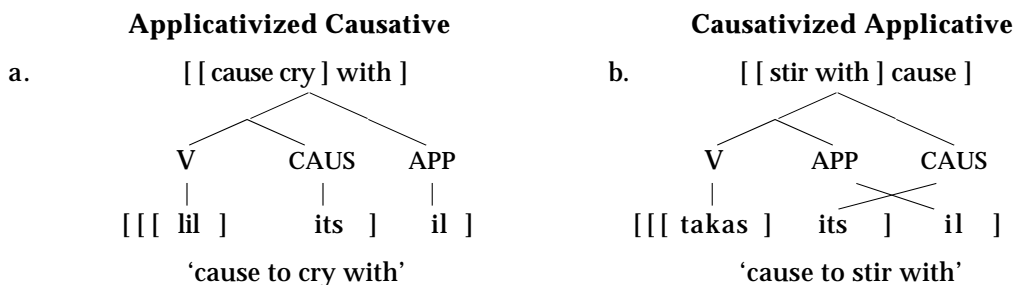 Applicativized Causative Causativized Applicative
a. [ [ cause cry ] with ] b. [ [ stir with ] cause ]
V CAUS APP V APP CAUS
[ [ [ lil ] its ] il ] [ [ [ takas ] its ] il ]
‘cause to cry with’ ‘cause to stir with’